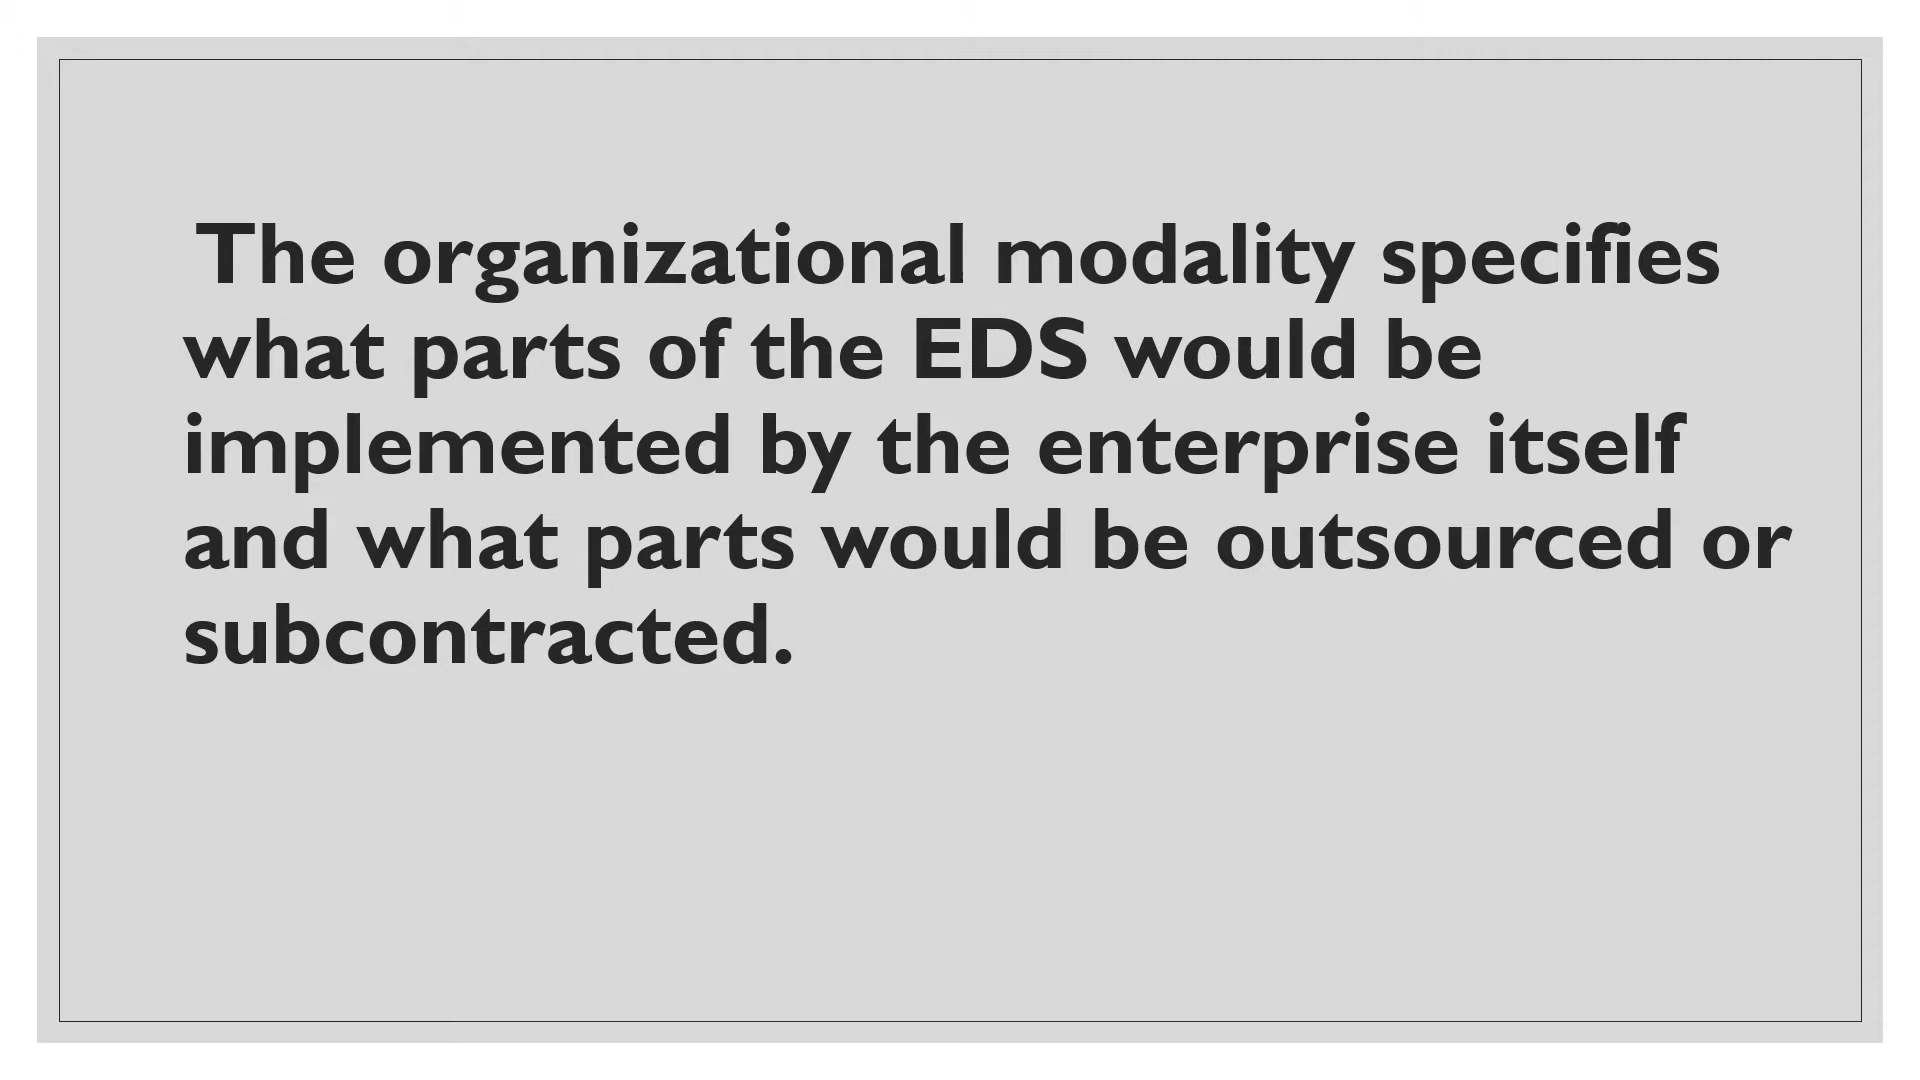 The organizational modality specifies
what parts of the EDS would be
implemented by the enterprise itself
and what parts would be outsourced or
subcontracted.